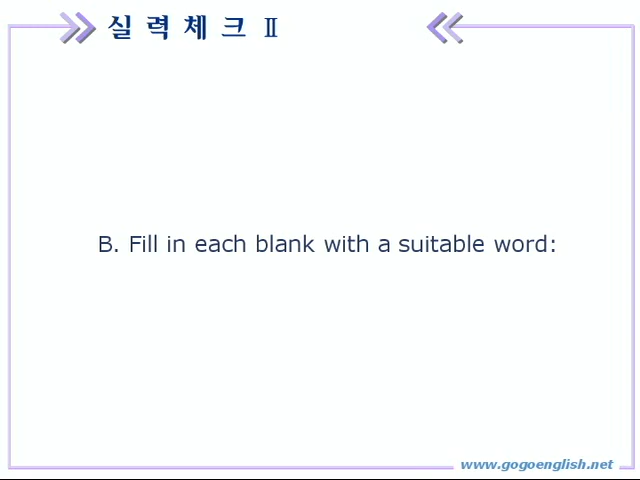 실 력 체 크 Ⅱ
B. Fill in each blank with a suitable word:
www.gogoenglish.net